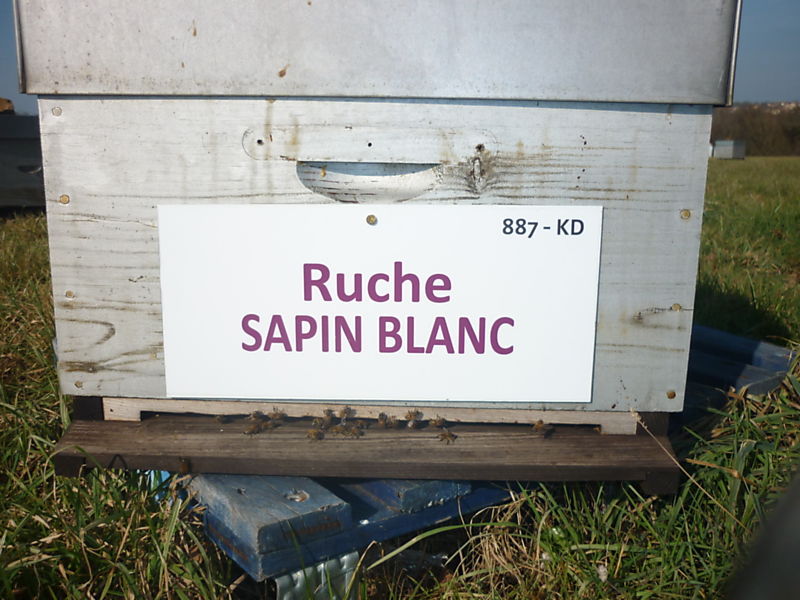 887 - KD
Ruche
SAPIN BLANC